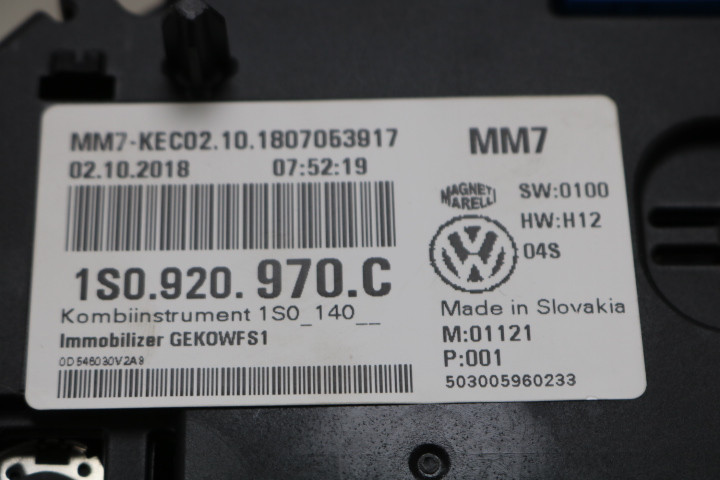 MM7-KEC02.10.1807053917
MM7
02.10.2018 07:52:19
MAGNETI
MARELLI
SW:0100
HW:H12
04S
1S0.920.970.C
Kombiinstrument 1S0_140__
Made in Slovakia
Immobilizer GEKOWFS1
M:01121
0D546030V2A9
P:001
503005960233